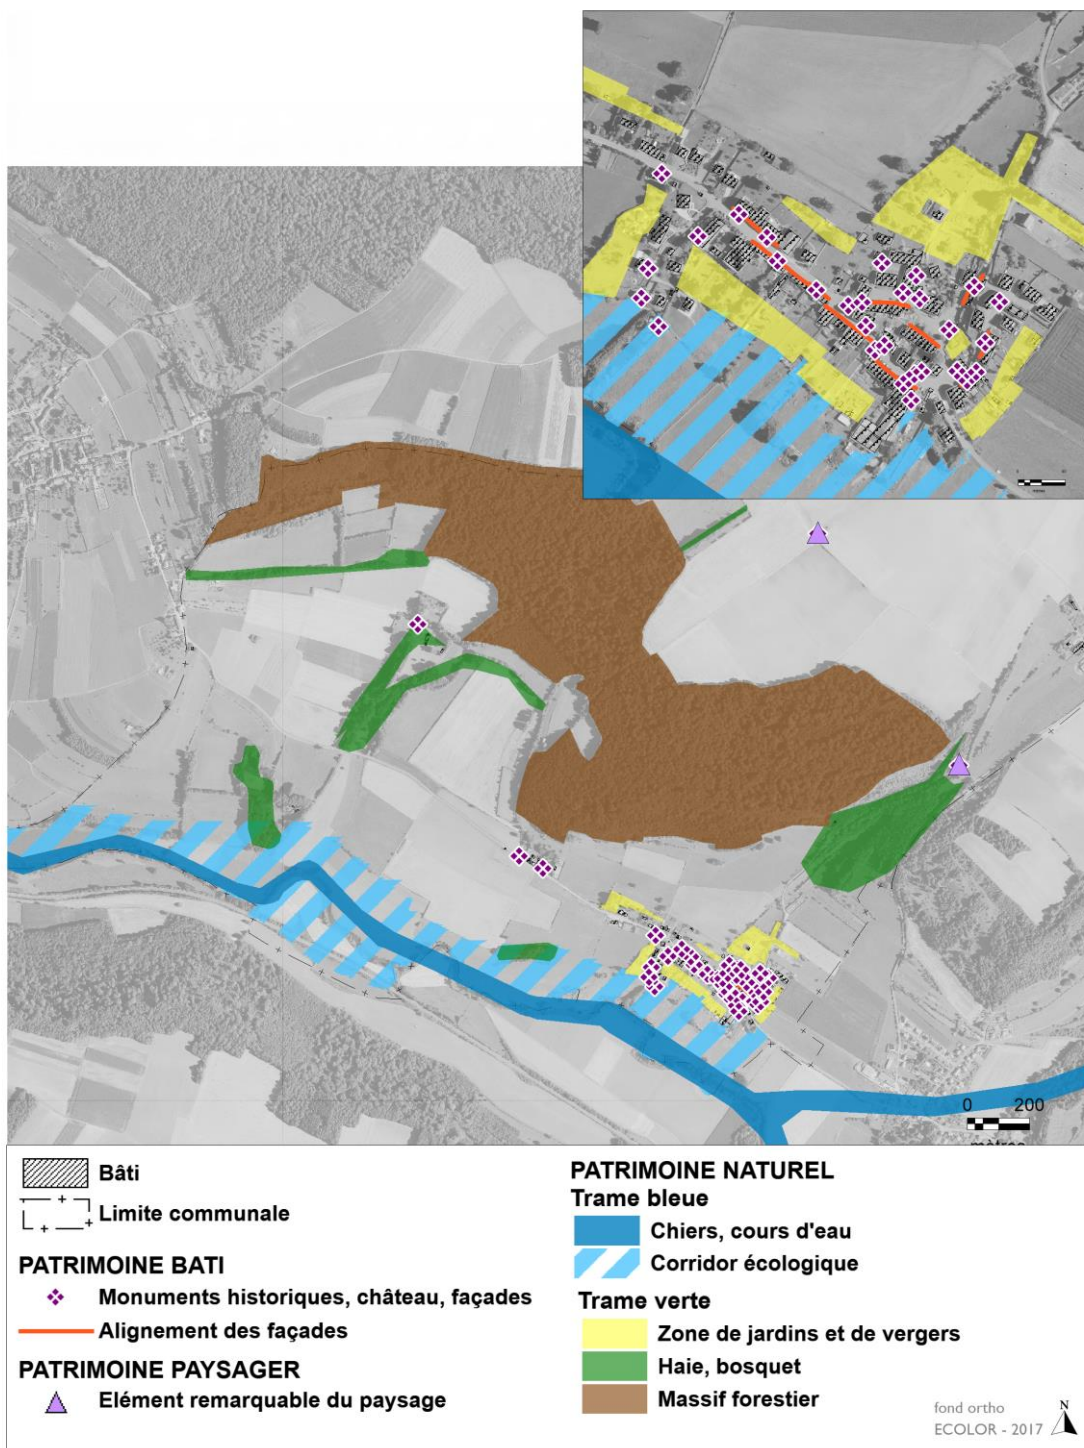 0 200
Bâti
Limite communale
PATRIMOINE BATI
Monuments historiques, château, façades
Alignement des façades
PATRIMOINE PAYSAGER
Elément remarquable du paysage
PATRIMOINE NATUREL
Trame bleue
Chiers, cours d'eau
Corridor écologique
Trame verte
Zone de jardins et de vergers
Haie, bosquet
Massif forestier
fond ortho
ECOLOR - 2017
N